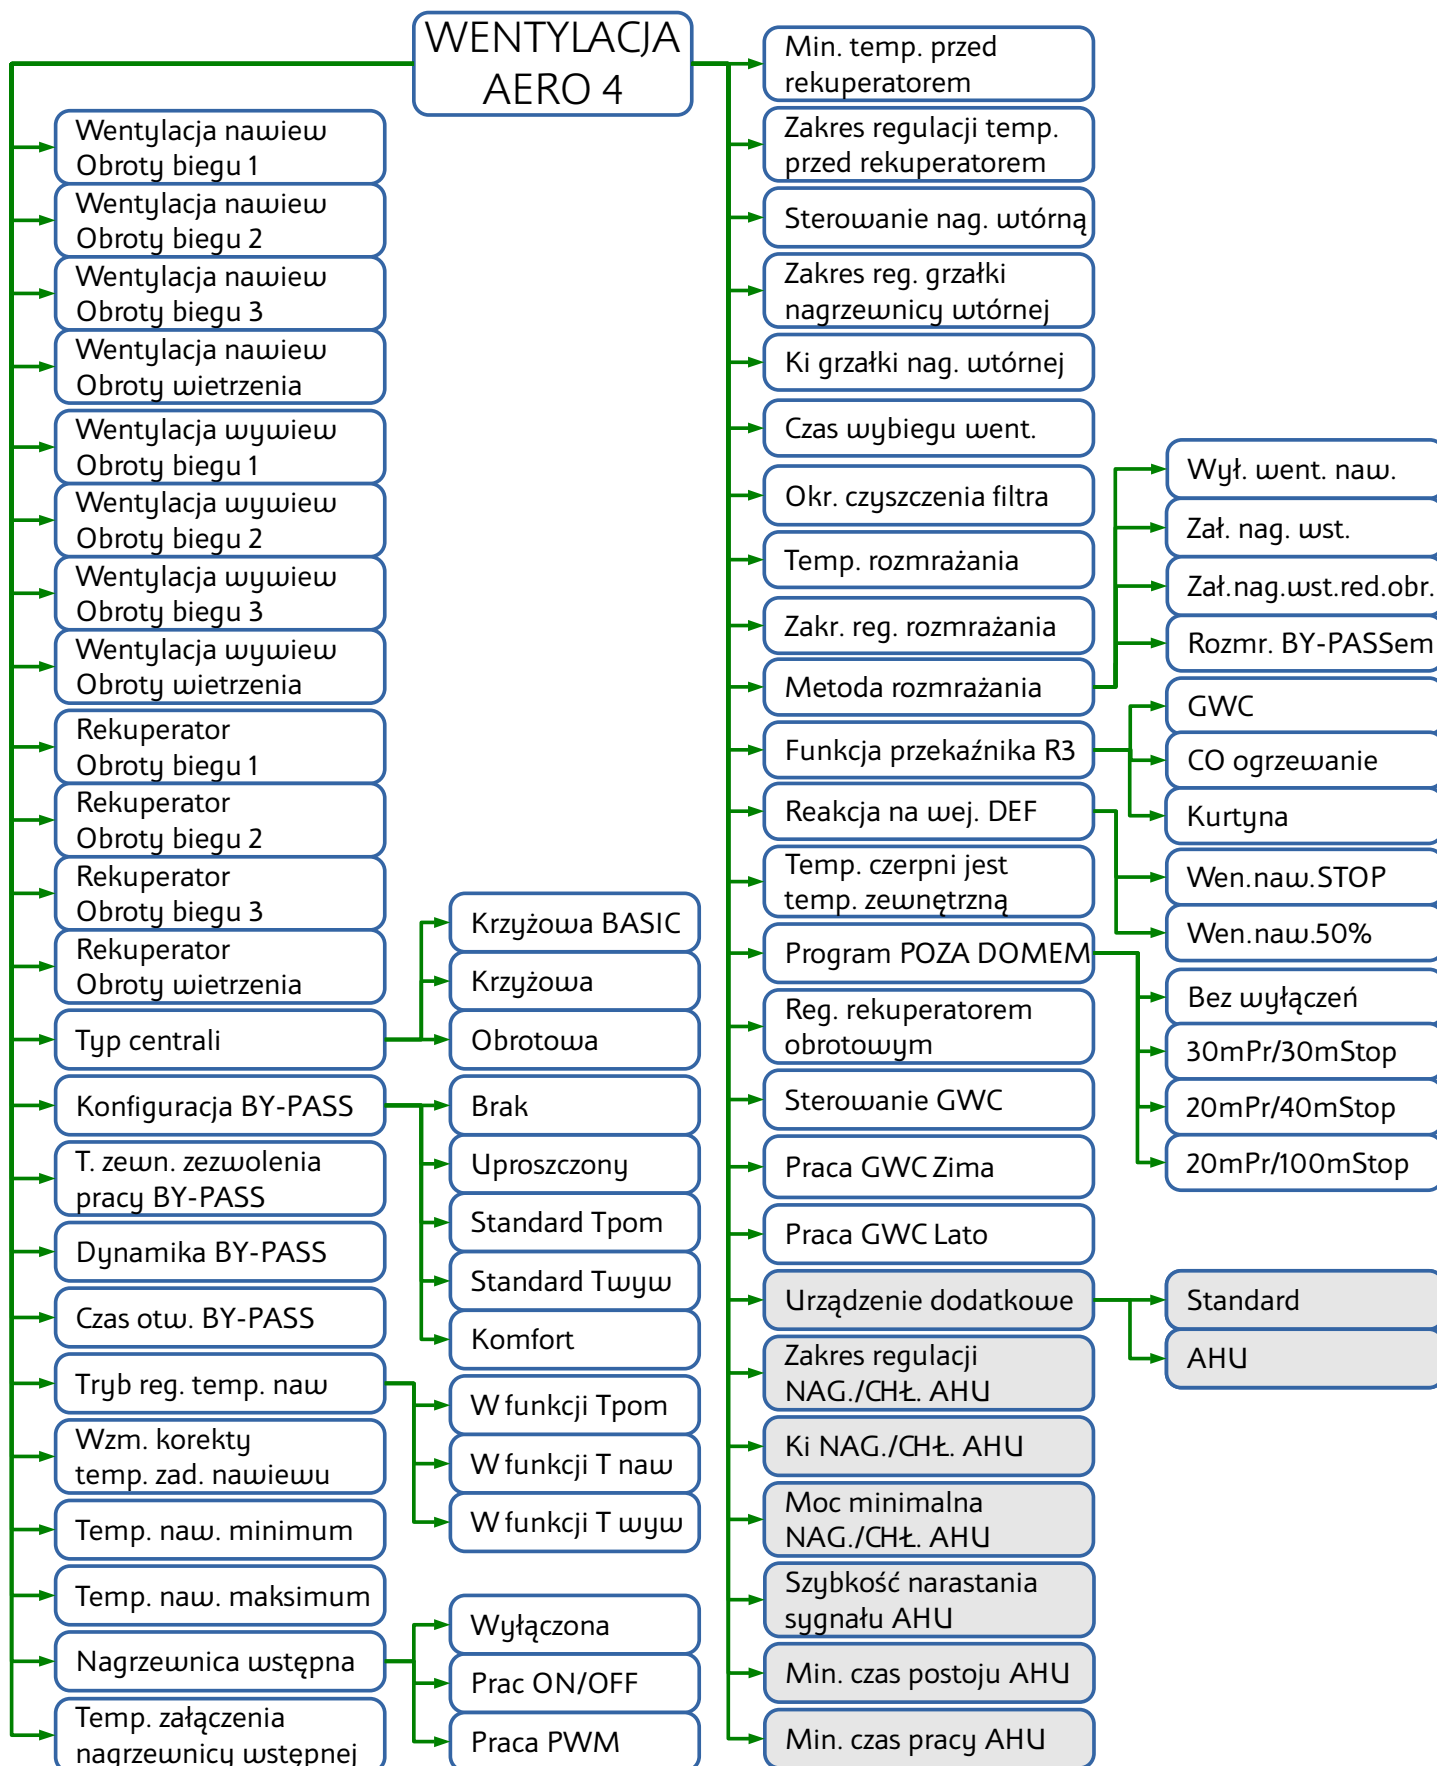 WENTYLACJA
AERO 4
Wentylacja nawiew
Obroty biegu 1
Wentylacja nawiew
Obroty biegu 2
Wentylacja nawiew
Obroty biegu 3
Wentylacja nawiew
Obroty wietrzenia
Wentylacja wywiew
Obroty biegu 1
Wentylacja wywiew
Obroty biegu 2
Wentylacja wywiew
Obroty biegu 3
Wentylacja wywiew
Obroty wietrzenia
Rekuperator
Obroty biegu 1
Rekuperator
Obroty biegu 2
Rekuperator
Obroty biegu 3
Rekuperator
Obroty wietrzenia
Typ centrali
Krzyżowa BASIC
Krzyżowa
Obrotowa
Konfiguracja BY-PASS
Brak
Uproszczony
Standard Tpom
Standard Twyw
Komfort
T. zewn. zezwolenia
pracy BY-PASS
Dynamika BY-PASS
Czas otw. BY-PASS
Tryb reg. temp. naw
W funkcji Tpom
W funkcji T naw
W funkcji T wyw
Wzm. korekty
temp. zad. nawiewu
Temp. naw. minimum
Temp. naw. maksimum
Nagrzewnica wstępna
Wyłączona
Prac ON/OFF
Praca PWM
Temp. załączenia
nagrzewnicy wstępnej
Min. temp. przed
rekuperatorem
Zakres regulacji temp.
przed rekuperatorem
Sterowanie nag. wtórną
Zakres reg. grzałki
nagrzewnicy wtórnej
Ki grzałki nag. wtórnej
Czas wybiegu went.
Okr. czyszczenia filtra
Temp. rozmrażania
Zakr. reg. rozmrażania
Metoda rozmrażania
Wył. went. naw.
Zał. nag. wst.
Zał.nag.wst.red.obr.
Rozmr. BY-PASSem
Funkcja przekaźnika R3
GWC
CO ogrzewanie
Kurtyna
Reakcja na wej. DEF
Wen.naw.STOP
Wen.naw.50%
Temp. czerpni jest
temp. zewnętrzną
Program POZA DOMEM
Bez wyłączeń
30mPr/30mStop
20mPr/40mStop
20mPr/100mStop
Reg. rekuperatorem
obrotowym
Sterowanie GWC
Praca GWC Zima
Praca GWC Lato
Urządzenie dodatkowe
Standard
AHU
Zakres regulacji
NAG./CHŁ. AHU
Ki NAG./CHŁ. AHU
Moc minimalna
NAG./CHŁ. AHU
Szybkość narastania
sygnału AHU
Min. czas postoju AHU
Min. czas pracy AHU